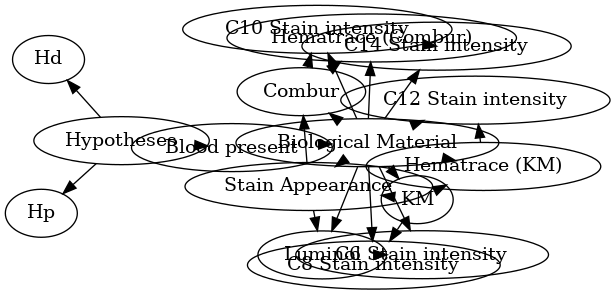 C10 Stain intensity
Hematrace (Combur)
C14 Stain intensity
Hd
Combur
C12 Stain intensity
Hypotheses
Blood present
Biological Material
Hematrace (KM)
Stain Appearance
KM
Hp
Luminol
C6 Stain intensity
C8 Stain intensity